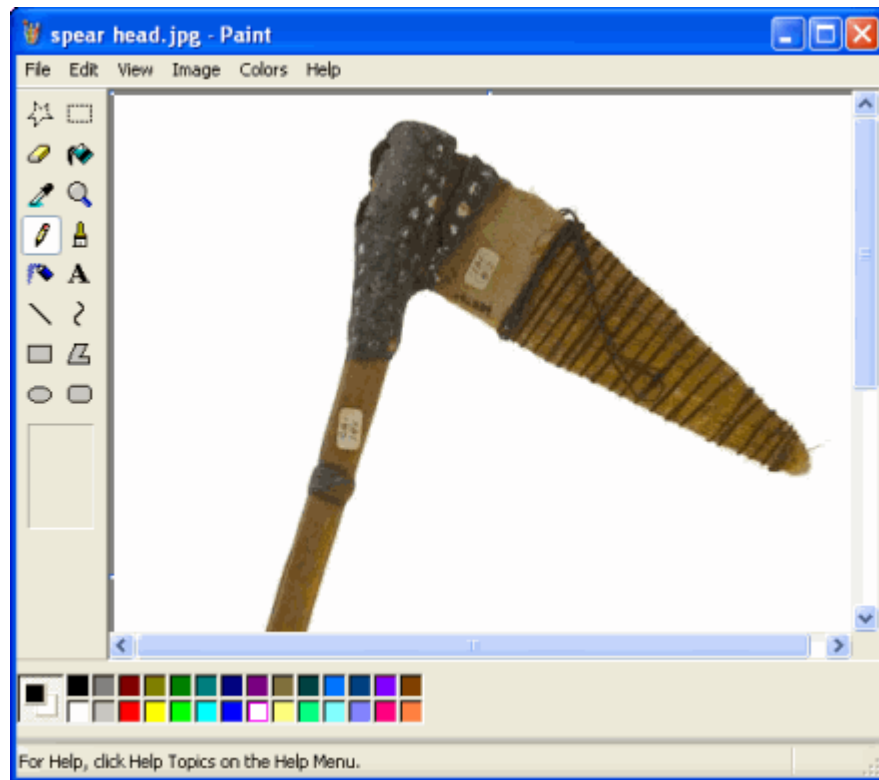 spear head.jpg - Paint
File Edit View Image Colors Help
A
For Help, click Help Topics on the Help Menu.